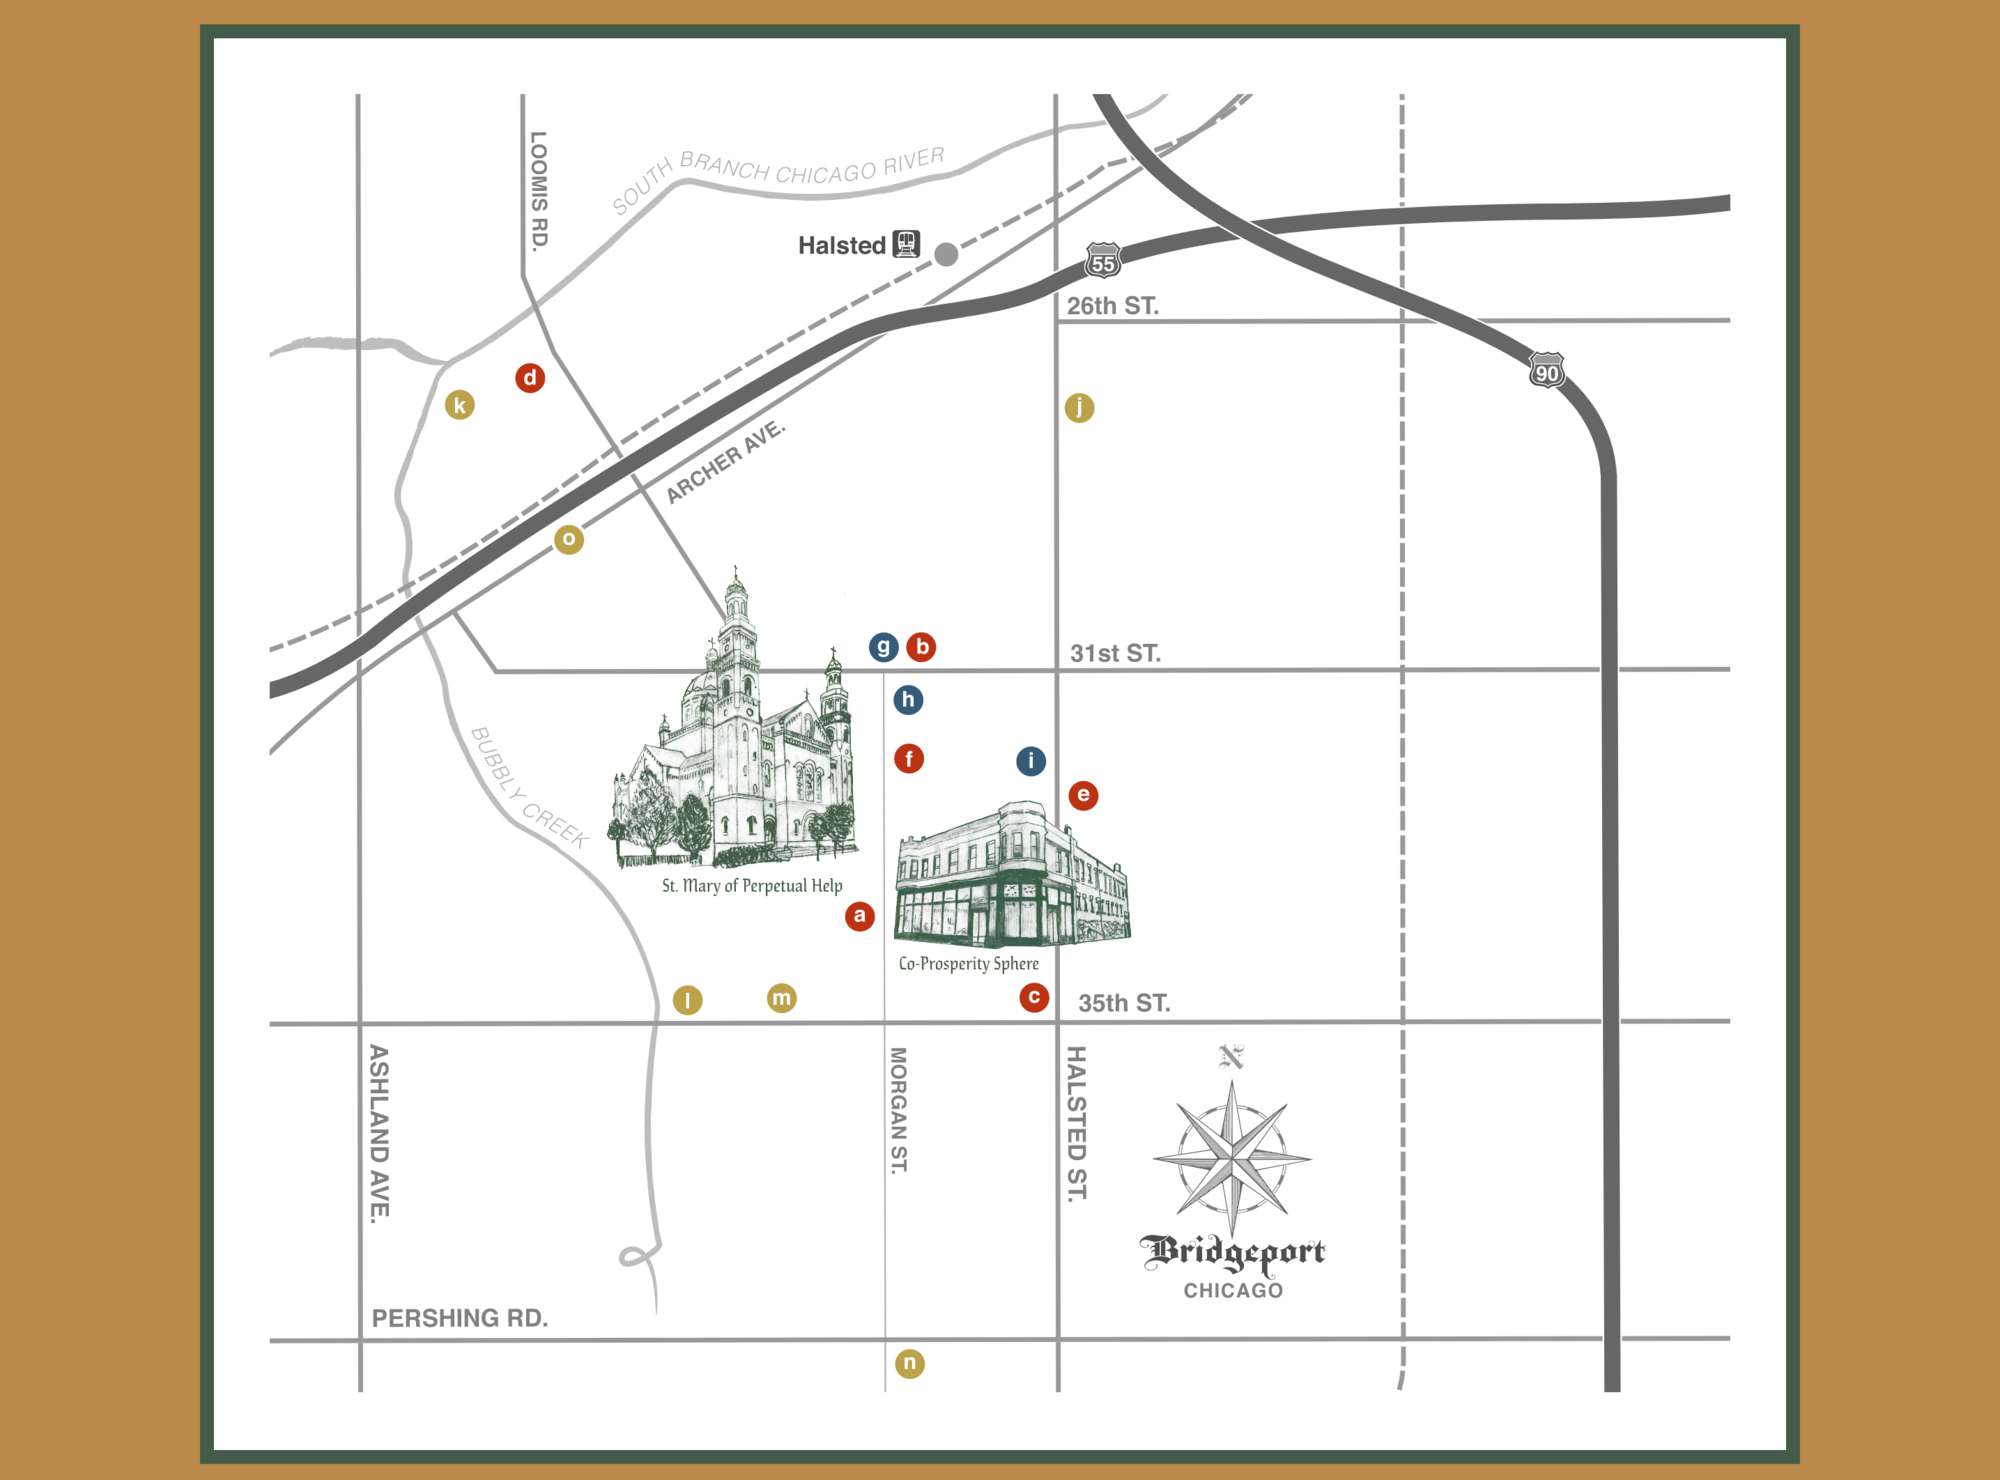 LOOMIS RD.
SOUTH BRANCH CHICAGO RIVER
Halsted
55
26th ST.
90
d
k
j
ARCHER AVE.
o
g
b
31st ST.
h
f
i
e
BUBBLY CREEK
St. Mary of Perpetual Help
a
Co-Prosperity Sphere
l
m
c
35th ST.
ASHLAND AVE.
MORGAN ST.
HALSTED ST.
N
Bridgeport
CHICAGO
PERSHING RD.
n